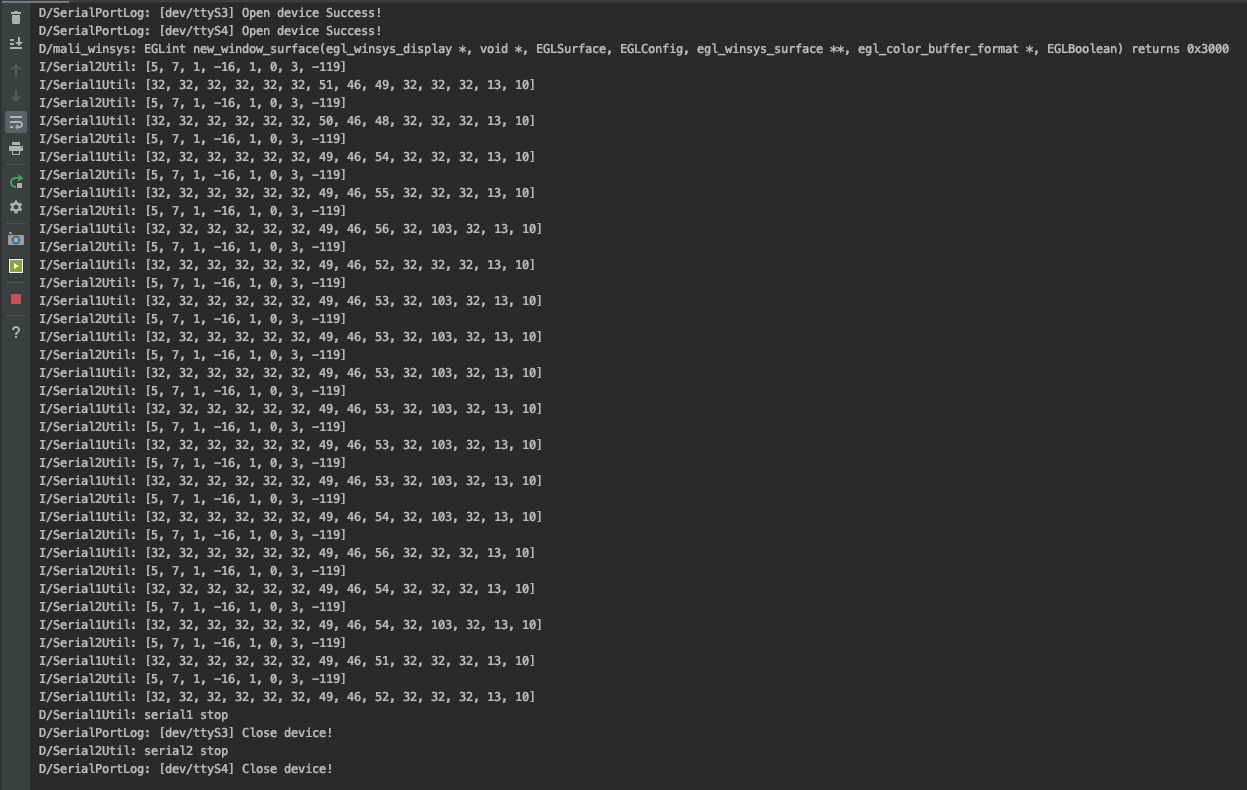 D/SerialPortLog: [dev/ttyS3] Open device Success!
D/SerialPortLog: [dev/ttyS4] Open device Success!
D/mali_winsys: EGLint new_window_surface(egl_winsys_display *, void *, EGLSurface, EGLConfig, egl_winsys_surface **, egl_color_buffer_format *, EGLBoolean) returns 0x3000
I/Serial2Util: [5, 7, 1, -16, 1, 0, 3, -119]
I/Serial1Util: [32, 32, 32, 32, 32, 32, 51, 46, 49, 32, 32, 32, 13, 10]
I/Serial2Util: [5, 7, 1, -16, 1, 0, 3, -119]
I/Serial1Util: [32, 32, 32, 32, 32, 32, 50, 46, 48, 32, 32, 32, 13, 10]
I/Serial2Util: [5, 7, 1, -16, 1, 0, 3, -119]
I/Serial1Util: [32, 32, 32, 32, 32, 32, 49, 46, 54, 32, 32, 32, 13, 10]
I/Serial2Util: [5, 7, 1, -16, 1, 0, 3, -119]
I/Serial1Util: [32, 32, 32, 32, 32, 32, 49, 46, 55, 32, 32, 32, 13, 10]
I/Serial2Util: [5, 7, 1, -16, 1, 0, 3, -119]
I/Serial1Util: [32, 32, 32, 32, 32, 32, 49, 46, 56, 32, 103, 32, 13, 10]
I/Serial2Util: [5, 7, 1, -16, 1, 0, 3, -119]
I/Serial1Util: [32, 32, 32, 32, 32, 32, 49, 46, 52, 32, 32, 32, 13, 10]
I/Serial2Util: [5, 7, 1, -16, 1, 0, 3, -119]
I/Serial1Util: [32, 32, 32, 32, 32, 32, 49, 46, 53, 32, 103, 32, 13, 10]
I/Serial2Util: [5, 7, 1, -16, 1, 0, 3, -119]
I/Serial1Util: [32, 32, 32, 32, 32, 32, 49, 46, 53, 32, 103, 32, 13, 10]
I/Serial2Util: [5, 7, 1, -16, 1, 0, 3, -119]
I/Serial1Util: [32, 32, 32, 32, 32, 32, 49, 46, 53, 32, 103, 32, 13, 10]
I/Serial2Util: [5, 7, 1, -16, 1, 0, 3, -119]
I/Serial1Util: [32, 32, 32, 32, 32, 32, 49, 46, 53, 32, 103, 32, 13, 10]
I/Serial2Util: [5, 7, 1, -16, 1, 0, 3, -119]
I/Serial1Util: [32, 32, 32, 32, 32, 32, 49, 46, 53, 32, 103, 32, 13, 10]
I/Serial2Util: [5, 7, 1, -16, 1, 0, 3, -119]
I/Serial1Util: [32, 32, 32, 32, 32, 32, 49, 46, 53, 32, 103, 32, 13, 10]
I/Serial2Util: [5, 7, 1, -16, 1, 0, 3, -119]
I/Serial1Util: [32, 32, 32, 32, 32, 32, 49, 46, 54, 32, 103, 32, 13, 10]
I/Serial2Util: [5, 7, 1, -16, 1, 0, 3, -119]
I/Serial1Util: [32, 32, 32, 32, 32, 32, 49, 46, 56, 32, 32, 32, 13, 10]
I/Serial2Util: [5, 7, 1, -16, 1, 0, 3, -119]
I/Serial1Util: [32, 32, 32, 32, 32, 32, 49, 46, 54, 32, 32, 32, 13, 10]
I/Serial2Util: [5, 7, 1, -16, 1, 0, 3, -119]
I/Serial1Util: [32, 32, 32, 32, 32, 32, 49, 46, 54, 32, 103, 32, 13, 10]
I/Serial2Util: [5, 7, 1, -16, 1, 0, 3, -119]
I/Serial1Util: [32, 32, 32, 32, 32, 32, 49, 46, 51, 32, 32, 32, 13, 10]
I/Serial2Util: [5, 7, 1, -16, 1, 0, 3, -119]
I/Serial1Util: [32, 32, 32, 32, 32, 32, 49, 46, 52, 32, 32, 32, 13, 10]
D/Serial1Util: serial1 stop
D/SerialPortLog: [dev/ttyS3] Close device!
D/Serial2Util: serial2 stop
D/SerialPortLog: [dev/ttyS4] Close device!